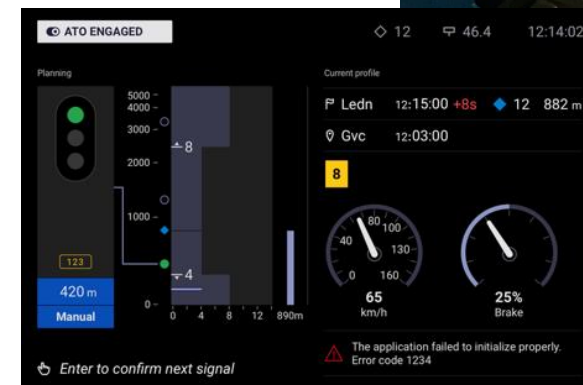 ATO ENGAGED
12
46.4
12:14:02
Planning
5000
4000
3000
2000
1000
0
8
4
0 4 8 12 890m
123
420 m
Manual
Enter to confirm next signal
Current profile
Ledn 12:15:00 +8s 12 882 m
Gvc 12:03:00
8
0 40 80 100 130 160
65
km/h
25%
Brake
The application failed to initialize properly.
Error code 1234